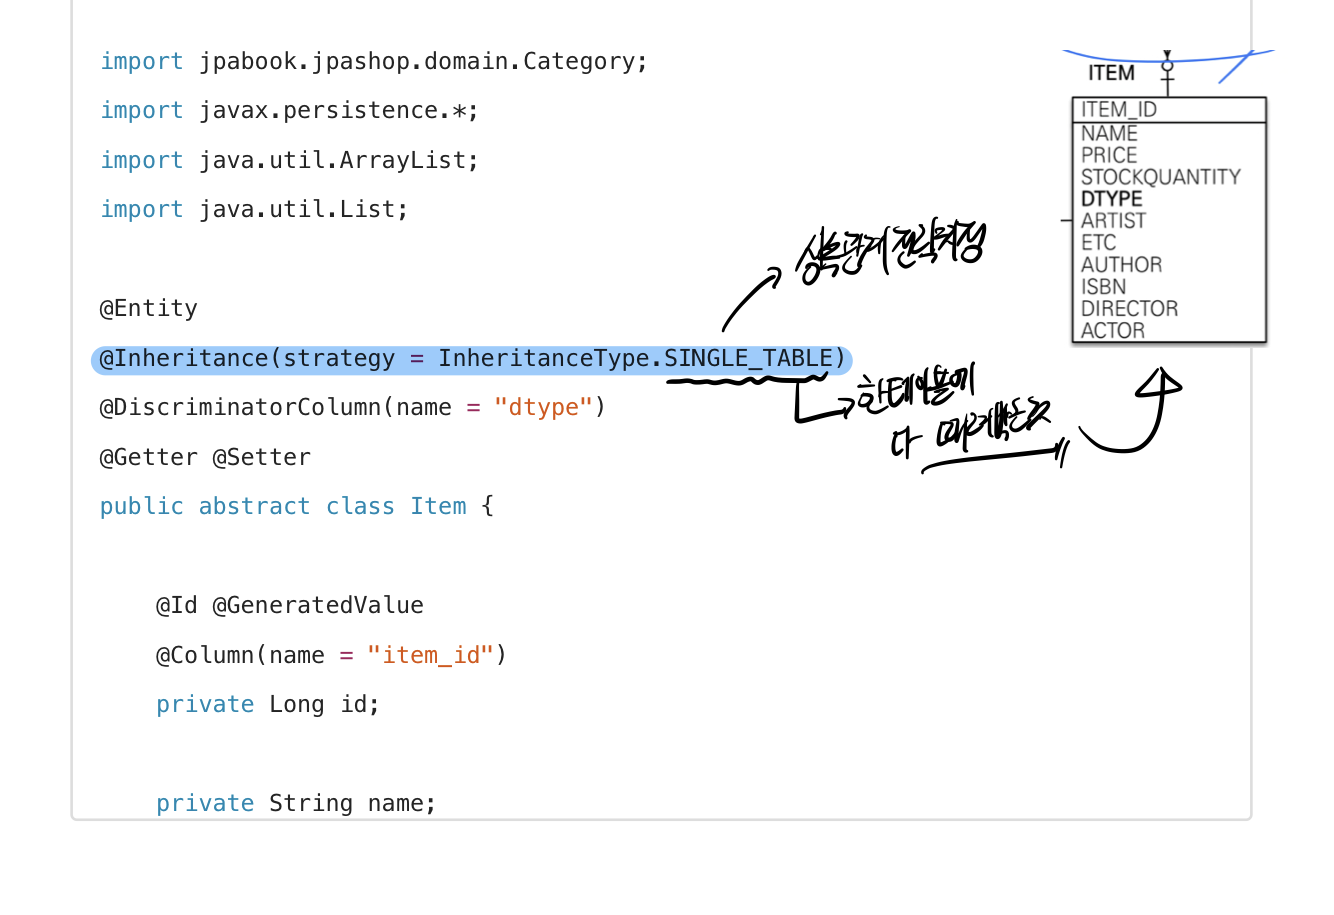 import jpabook.jpashop.domain.Category;
import javax.persistence.*;
import java.util.ArrayList;
import java.util.List;
@Entity
@Inheritance(strategy = InheritanceType.SINGLE_TABLE)
@DiscriminatorColumn(name = "dtype")
@Getter @Setter
public abstract class Item {
@Id @GeneratedValue
@Column(name = "item_id")
private Long id;
private String name;
상속관계 전략지정
한테이블에
다 때려박는것
ITEM
ITEM_ID
NAME
PRICE
STOCKQUANTITY
DTYPE
ARTIST
ETC
AUTHOR
ISBN
DIRECTOR
ACTOR